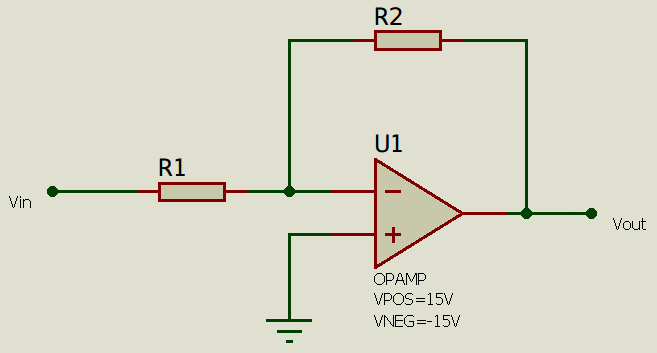 R2
U1
R1
Vin
Vout
OPAMP
VPOS=15V
VNEG=-15V